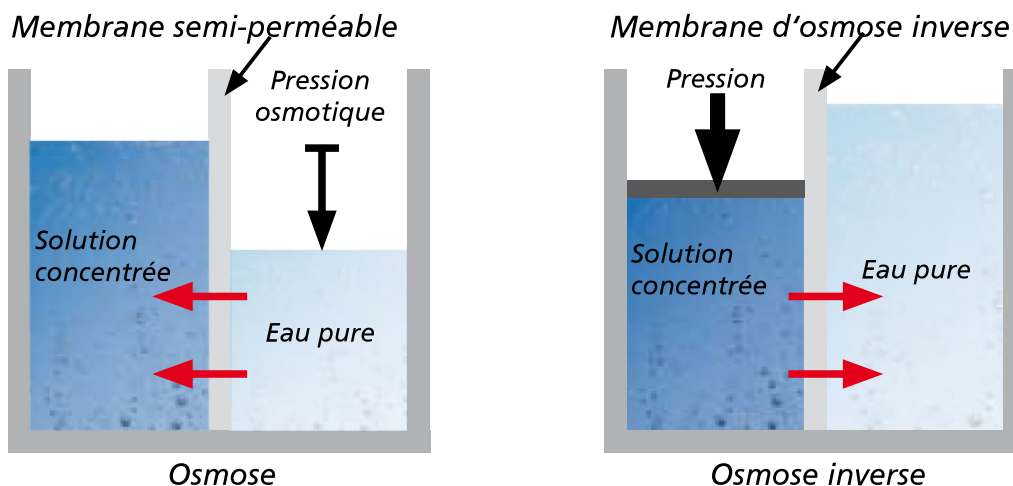 Membrane semi-perméable
Pression
osmotique
Solution
concentrée
Eau pure
Osmose
Membrane d'osmose inverse
Pression
Solution
concentrée
Eau pure
Osmose inverse